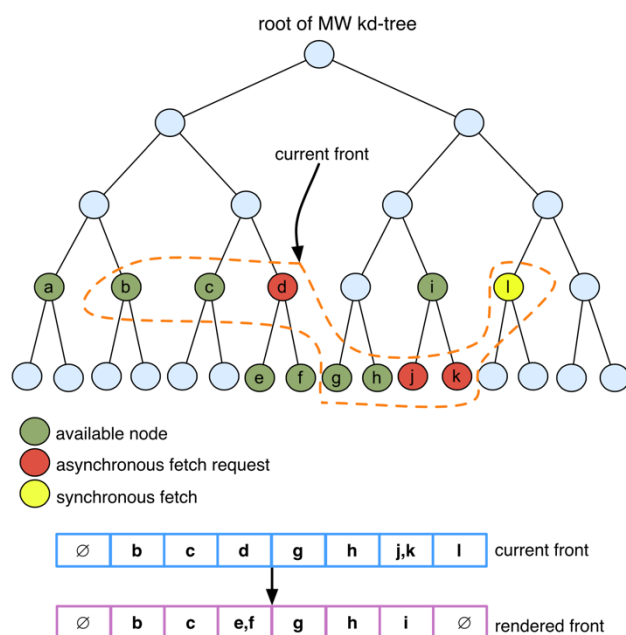 root of MW kd-tree
current front
a b c d i l
e f g h j k
available node
asynchronous fetch request
synchronous fetch
∅ b c d g h j,k l current front
∅ b c e,f g h i ∅ rendered front